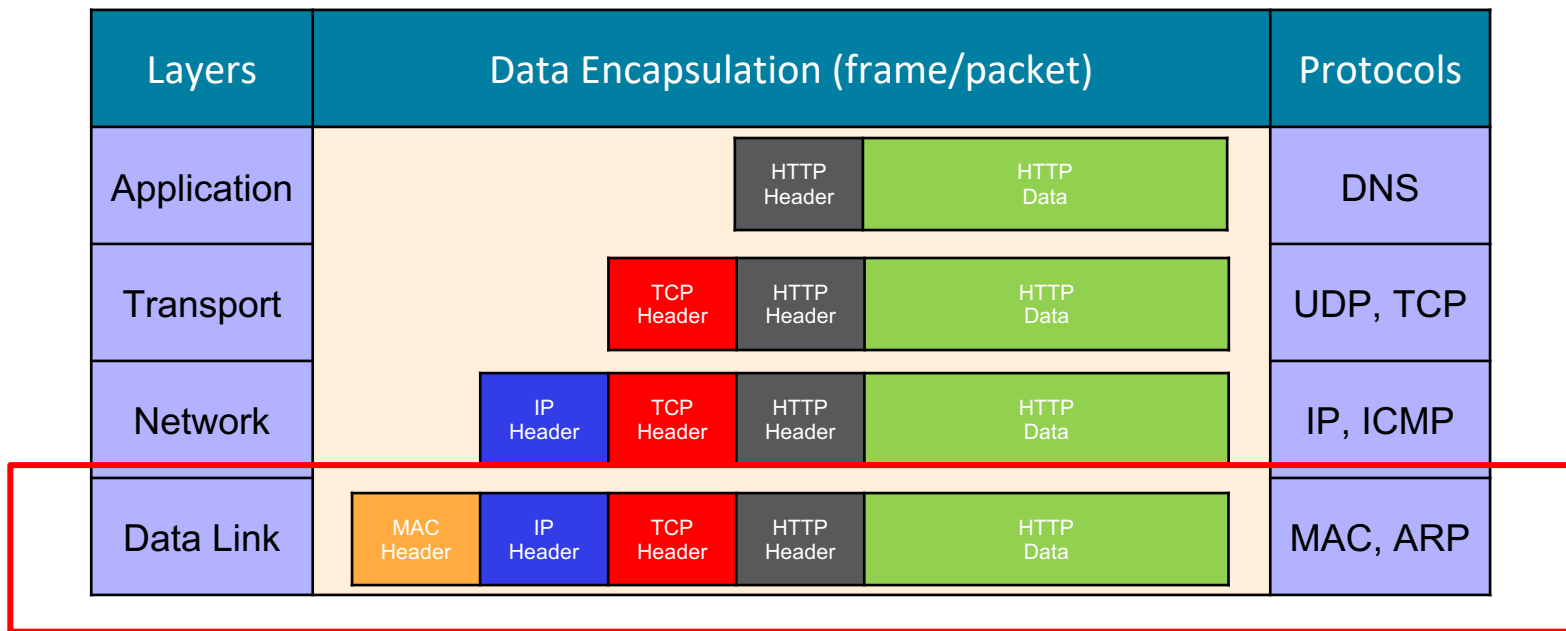 Layers
Data Encapsulation (frame/packet)
Protocols
Application
HTTP
Header
HTTP
Data
DNS
Transport
TCP
Header
HTTP
Header
HTTP
Data
UDP, TCP
Network
IP
Header
TCP
Header
HTTP
Header
HTTP
Data
IP, ICMP
Data Link
MAC
Header
IP
Header
TCP
Header
HTTP
Header
HTTP
Data
MAC, ARP